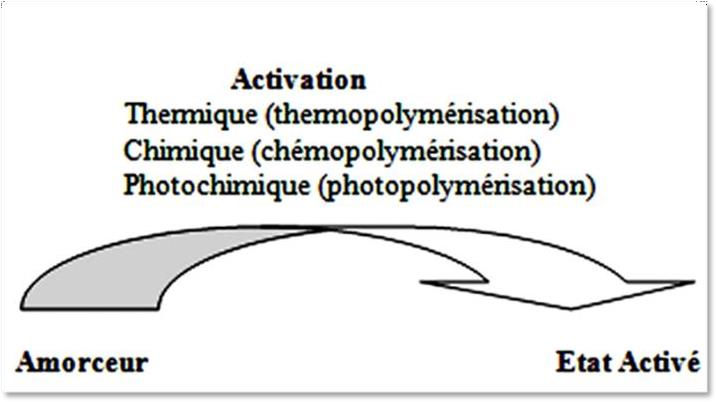 Activation
Thermique (thermopolymérisation)
Chimique (chémopolymérisation)
Photochimique (photopolymérisation)
Amorceur Etat Activé